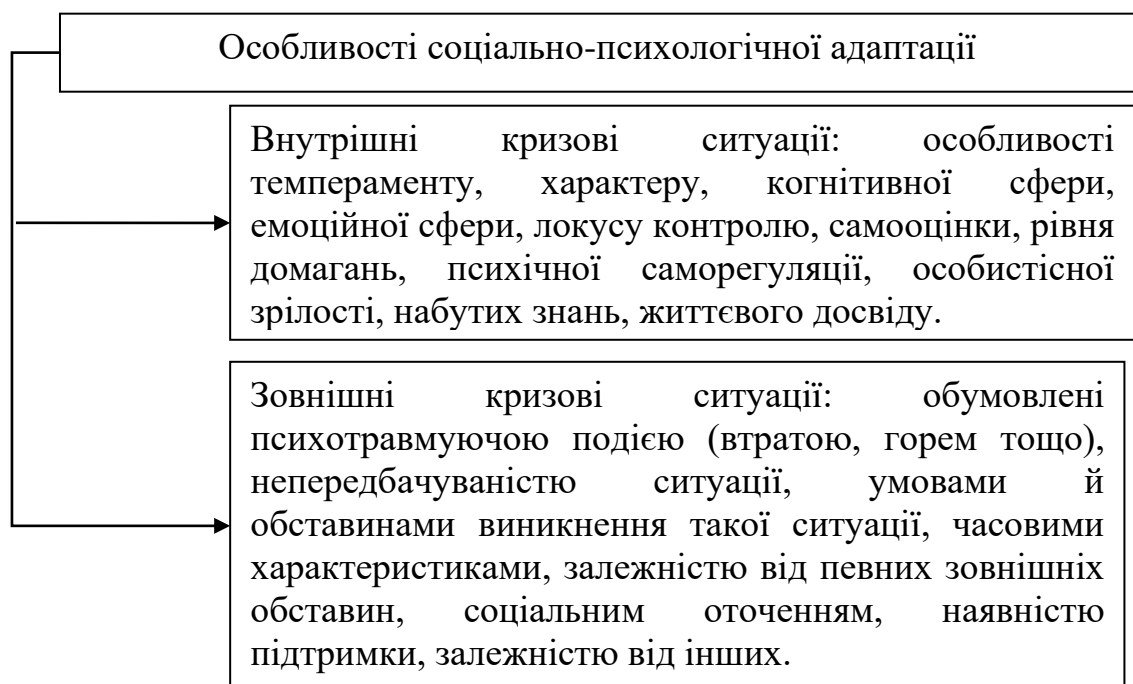 Особливості соціально-психологічної адаптації
Внутрішні кризові ситуації: особливості
темпераменту, характеру, когнітивної сфери,
емоційної сфери, локусу контролю, самооцінки, рівня
домагань, психічної саморегуляції, особистісної
зрілості, набутих знань, життєвого досвіду.
Зовнішні кризові ситуації: обумовлені
психотравмуючою подією (втратою, горем тощо),
непередбачуваністю ситуації, умовами й
обставинами виникнення такої ситуації, часовими
характеристиками, залежністю від певних зовнішніх
обставин, соціальним оточенням, наявністю
підтримки, залежністю від інших.